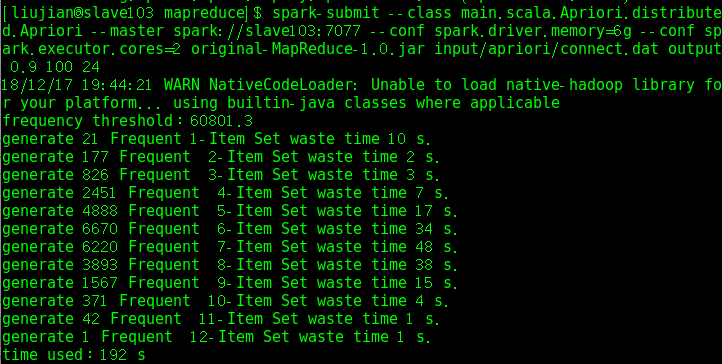 [liujian@slave103 mapreduce]$ spark-submit --class main.scala.Apriori.distribute
d.Apriori --master spark://slave103:7077 --conf spark.driver.memory=6g --conf sp
ark.executor.cores=2 original-MapReduce-1.0.jar input/apriori/connect.dat output
 0.9 100 24
18/12/17 19:44:21 WARN NativeCodeLoader: Unable to load native-hadoop library fo
r your platform... using builtin-java classes where applicable
frequency threshold:60801.3
generate 21 Frequent 1-Item Set waste time 10 s.
generate 177 Frequent  2-Item Set waste time 2 s.
generate 826 Frequent  3-Item Set waste time 3 s.
generate 2451 Frequent  4-Item Set waste time 7 s.
generate 4888 Frequent  5-Item Set waste time 17 s.
generate 6670 Frequent  6-Item Set waste time 34 s.
generate 6220 Frequent  7-Item Set waste time 48 s.
generate 3893 Frequent  8-Item Set waste time 38 s.
generate 1567 Frequent  9-Item Set waste time 15 s.
generate 371 Frequent  10-Item Set waste time 4 s.
generate 42 Frequent  11-Item Set waste time 1 s.
generate 1 Frequent  12-Item Set waste time 1 s.
time used:192 s